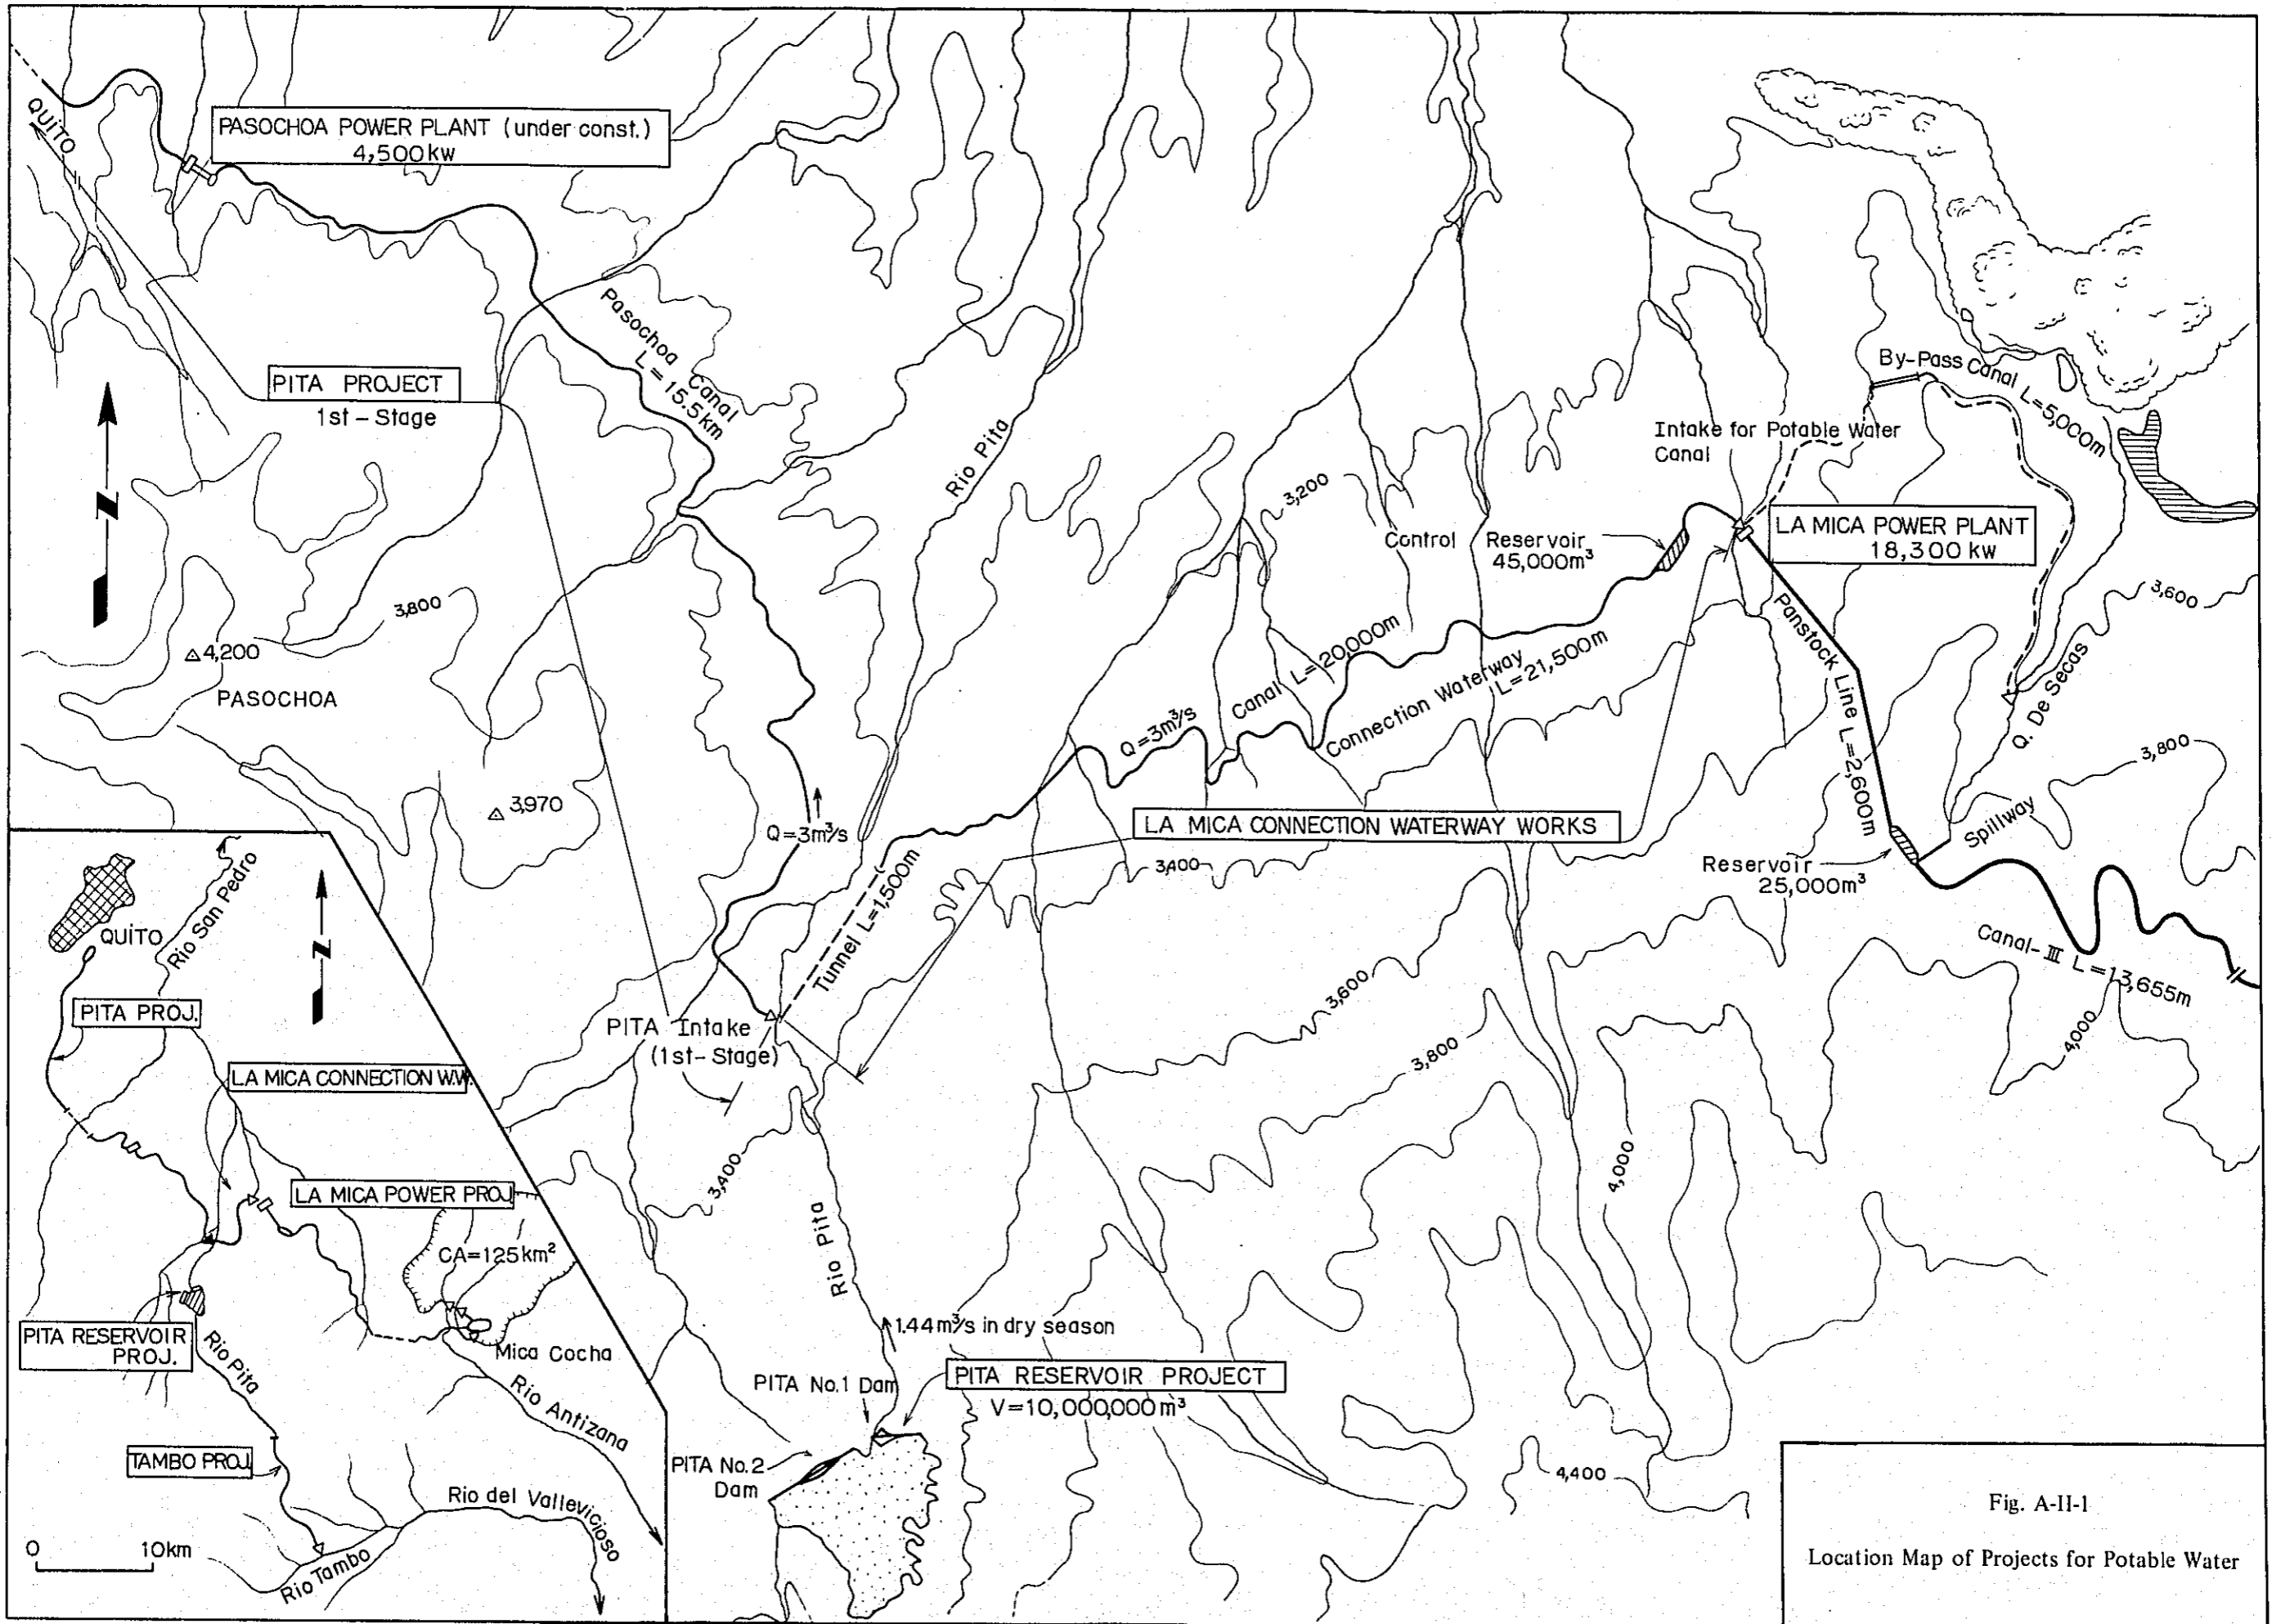 QUITO
PASOCHOA POWER PLANT (under const.)
4,500 kw
PITA PROJECT
1st-Stage
N
Pasochoa Canal
L=15.5km
Rio Pita
3,200
Control Reservoir
45,000m³
Intake for Potable Water
Canal
By-Pass Canal L=5,000m
LA MICA POWER PLANT
18,300 kw
3,600
3,800
4,200
PASOCHOA
3,970
Q=3m³/s
Canal L=20,000m
Q=3m³/s
Connection Waterway
L=21,500m
Panstock Line L=2,600m
Q. De Secas
3,800
Spillway
LA MICA CONNECTION WATERWAY WORKS
3,400
Reservoir
25,000m³
Canal-III L=13,655m
4,000
Tunnel L=1,500m
PITA Intake
(1st-Stage)
3,600
3,800
3,400
4,000
Rio Pita
1.44m³/s in dry season
PITA No.1 Dam
PITA RESERVOIR PROJECT
V=10,000,000m³
PITA No.2
Dam
4,400
QUÍTO
Rio San Pedro
N
PITA PROJ.
LA MICA CONNECTION W.W.
LA MICA POWER PROJ
CA=125km²
PITA RESERVOIR
PROJ.
Mica Cocha
Rio Pita
Rio Antizana
TAMBO PROJ.
Rio del Vallevicioso
0 10km
Rio Tambo
Fig. A-II-1
Location Map of Projects for Potable Water